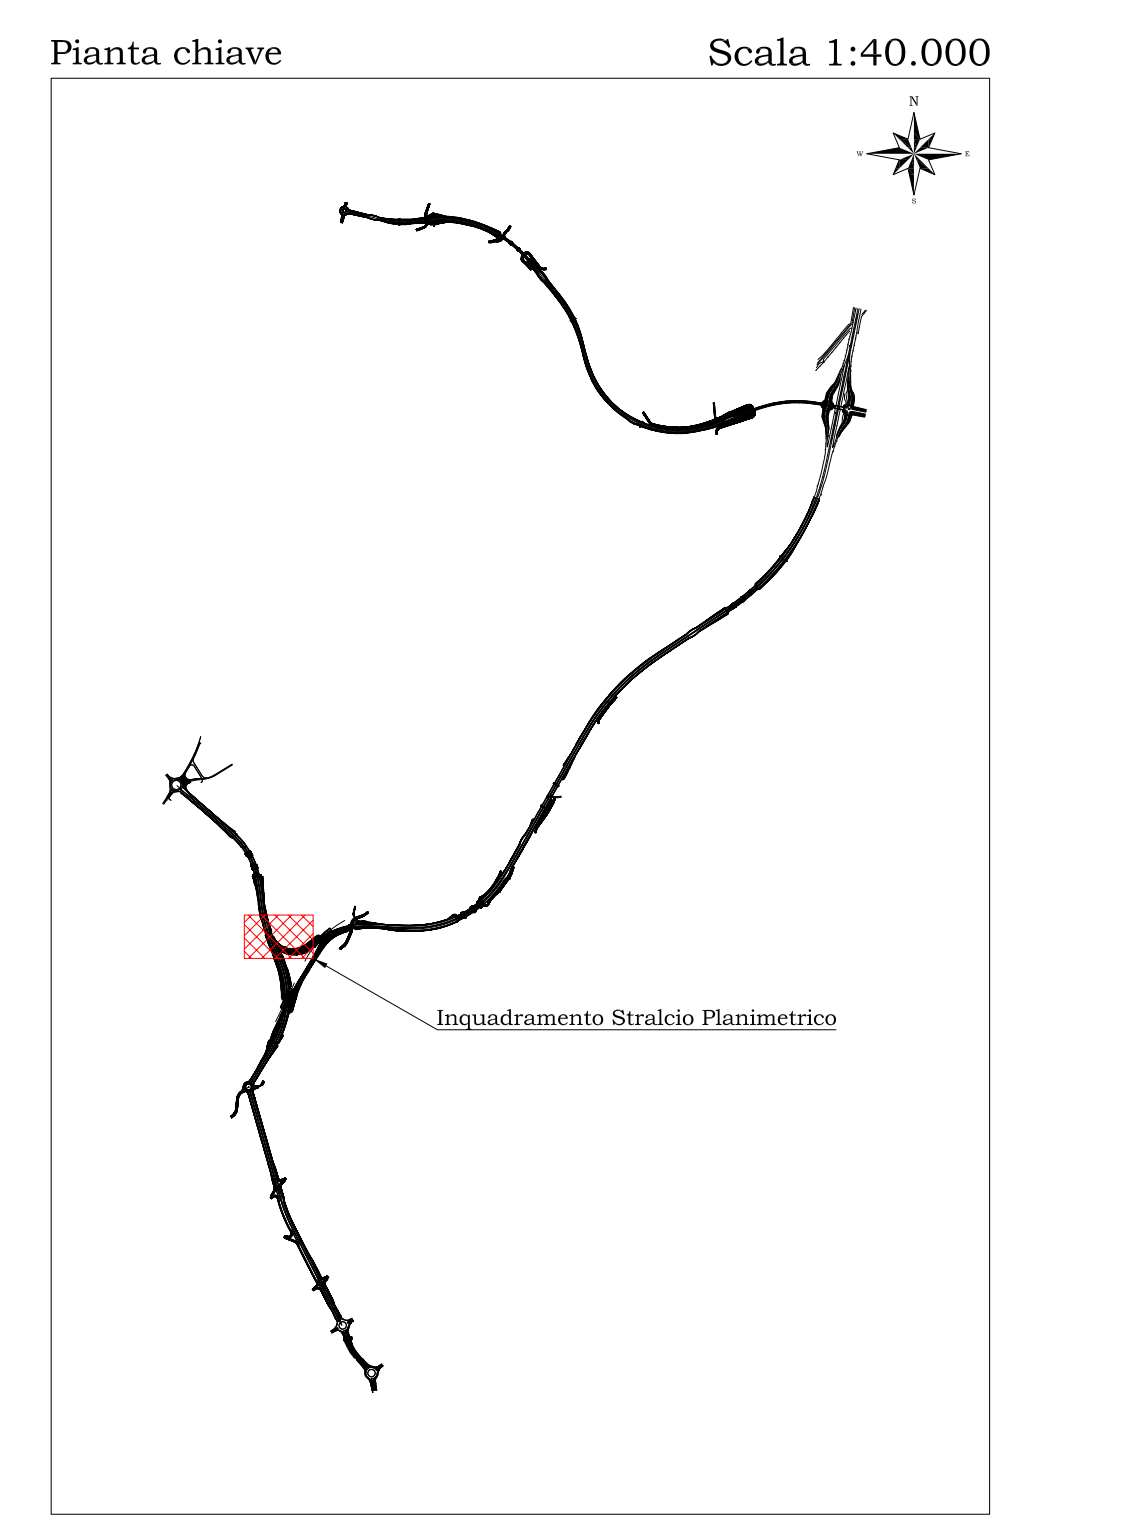 Pianta chiave
Scala 1:40.000
N
W
E
S
Inquadramento Stralcio Planimetrico